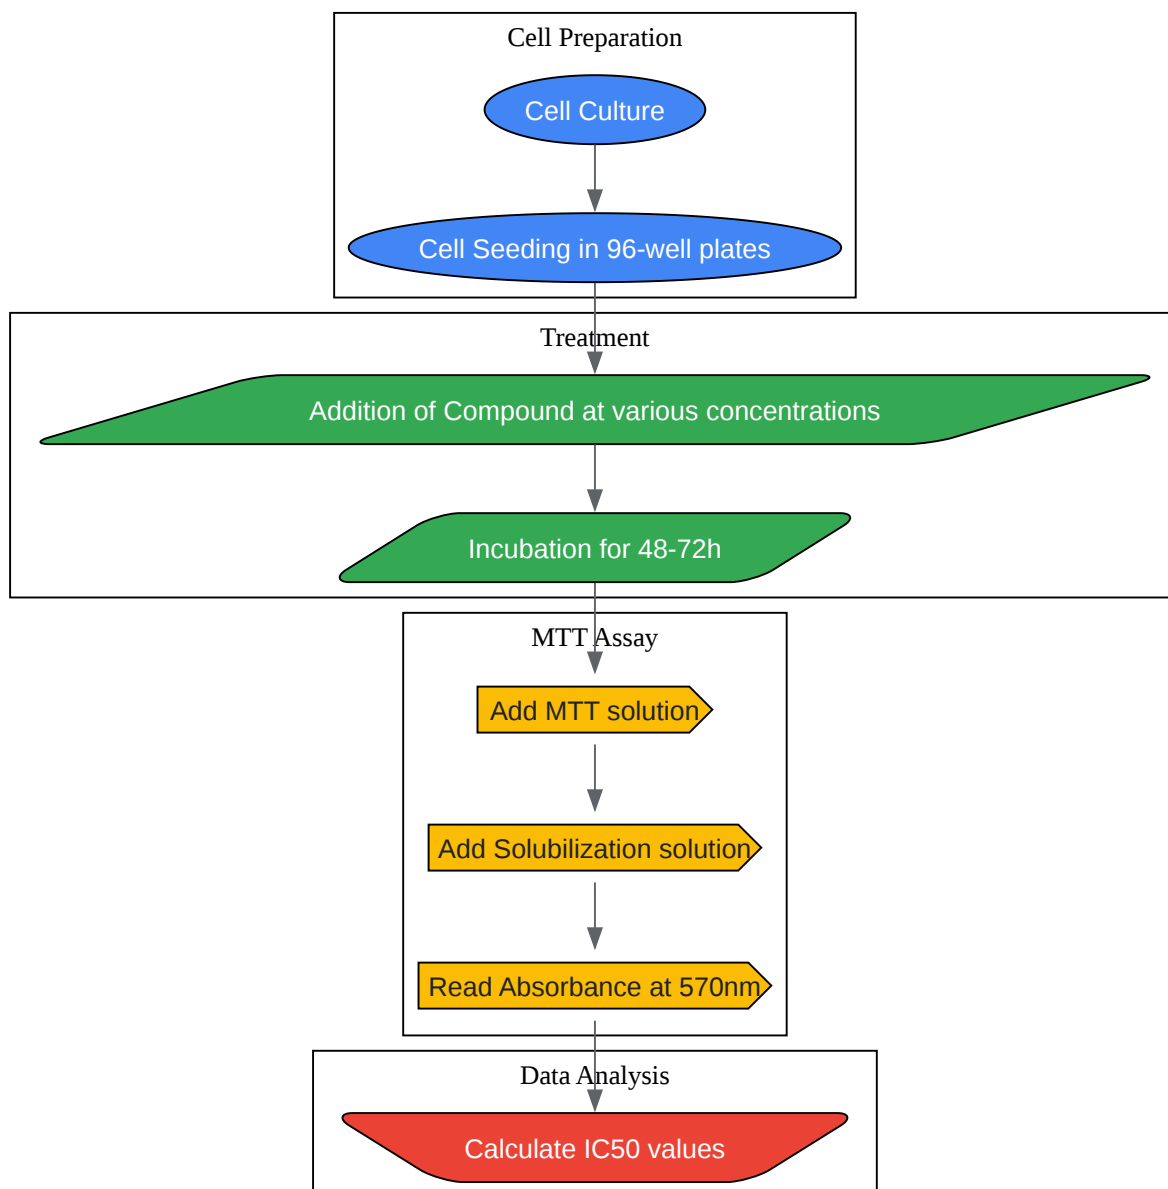 Cell Preparation
Cell Culture
Cell Seeding in 96-well plates
Treatment
Addition of Compound at various concentrations
Incubation for 48-72h
MTT Assay
Add MTT solution
Add Solubilization solution
Read Absorbance at 570nm
Data Analysis
Calculate IC50 values